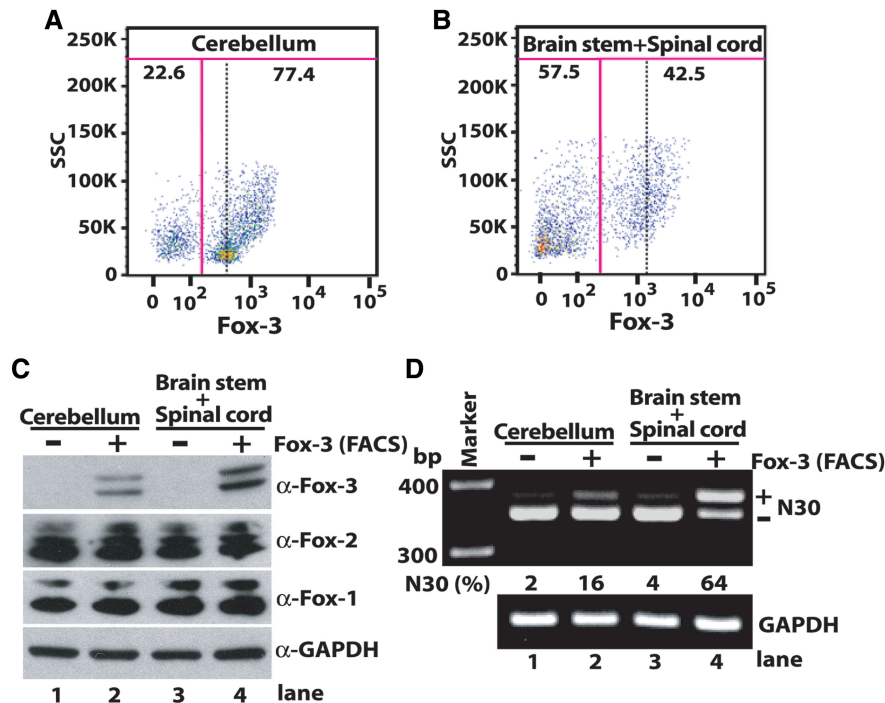 A
Cerebellum
22.6 77.4
250K
200K
150K
100K
50K
0
SSC
0 10² 10³ 10⁴ 10⁵
Fox-3
B
Brain stem+Spinal cord
57.5 42.5
250K
200K
150K
100K
50K
0
SSC
0 10² 10³ 10⁴ 10⁵
Fox-3
C
Cerebellum
Brain stem
+
Spinal cord
− + − + Fox-3 (FACS)
α-Fox-3
α-Fox-2
α-Fox-1
α-GAPDH
1 2 3 4 lane
D
bp
Marker
Cerebellum
Brain stem
+
Spinal cord
− + − + Fox-3 (FACS)
400
300
+
− N30
N30 (%) 2 16 4 64
GAPDH
1 2 3 4 lane